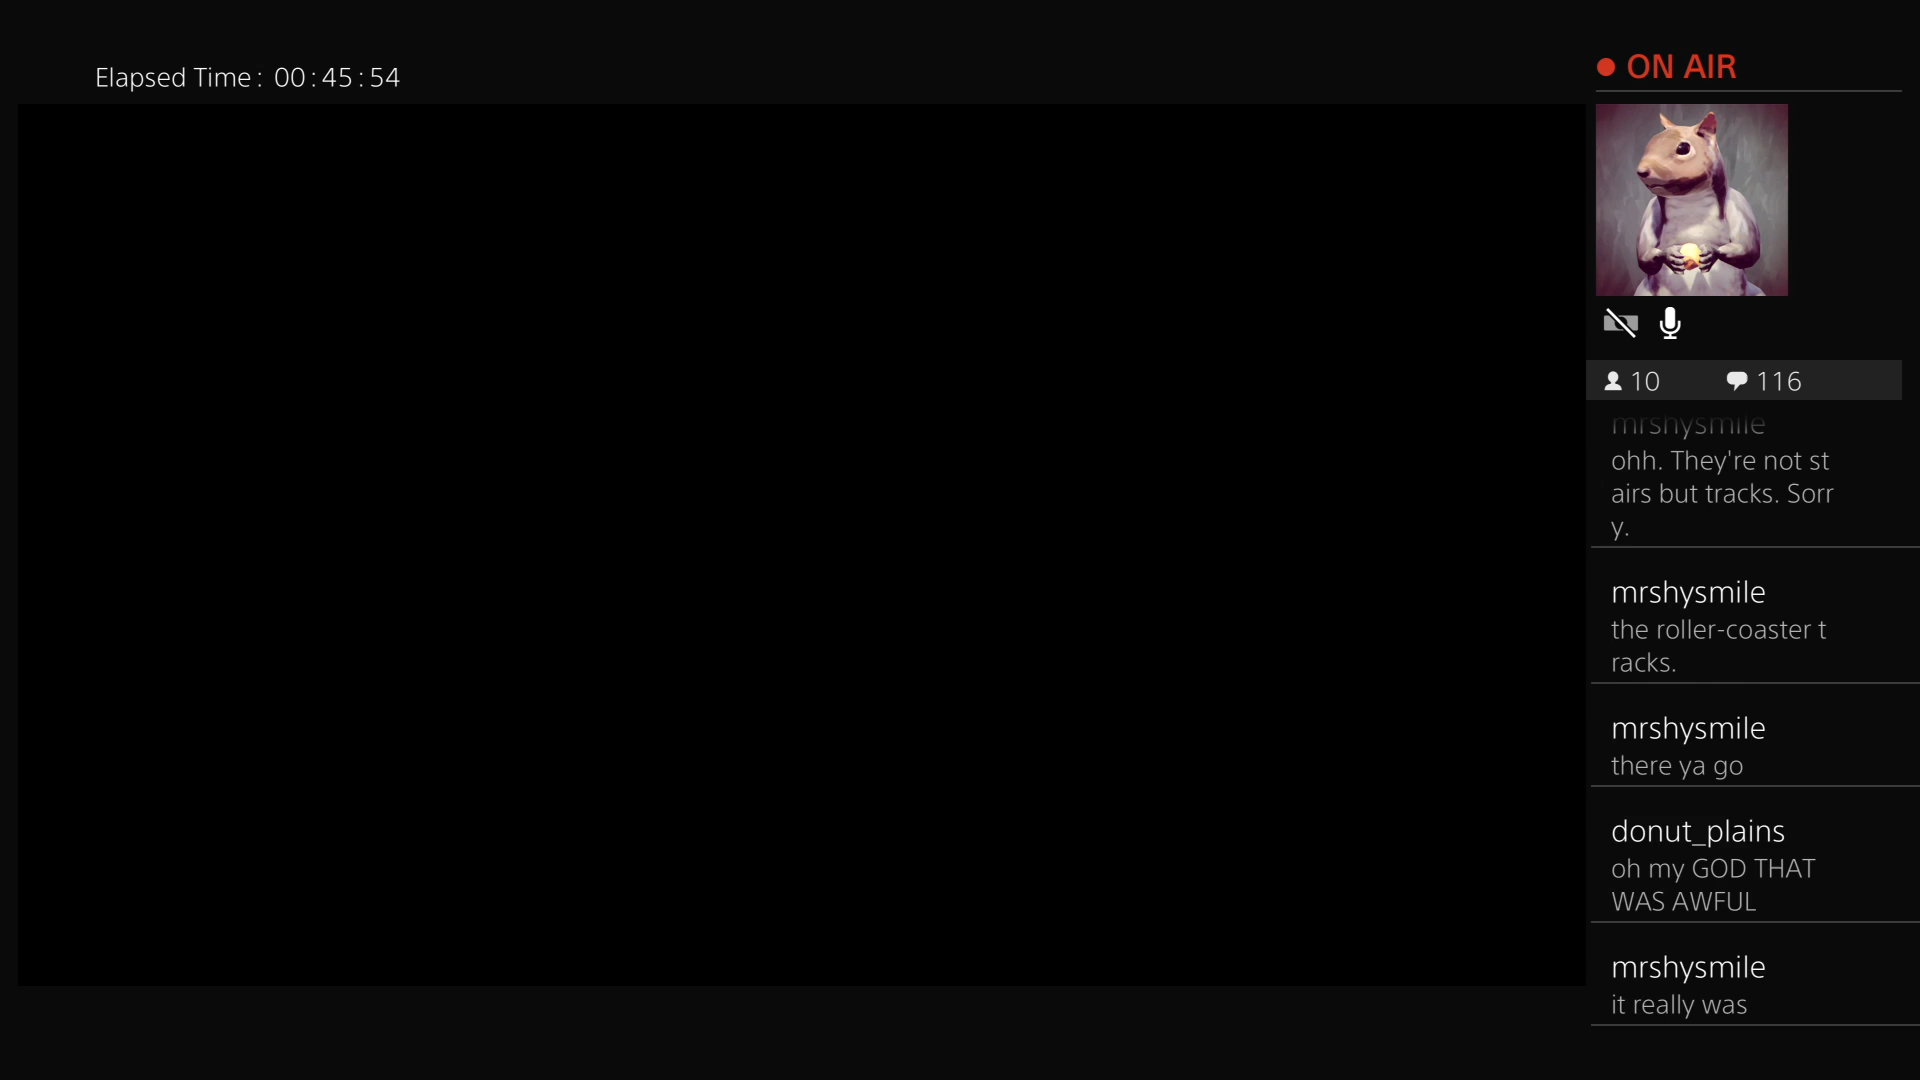 Elapsed Time: 00:45:54
ON AIR
10 116
mrshysmile
ohh. They're not st
airs but tracks. Sorr
y.
mrshysmile
the roller-coaster t
racks.
mrshysmile
there ya go
donut_plains
oh my GOD THAT
WAS AWFUL
mrshysmile
it really was